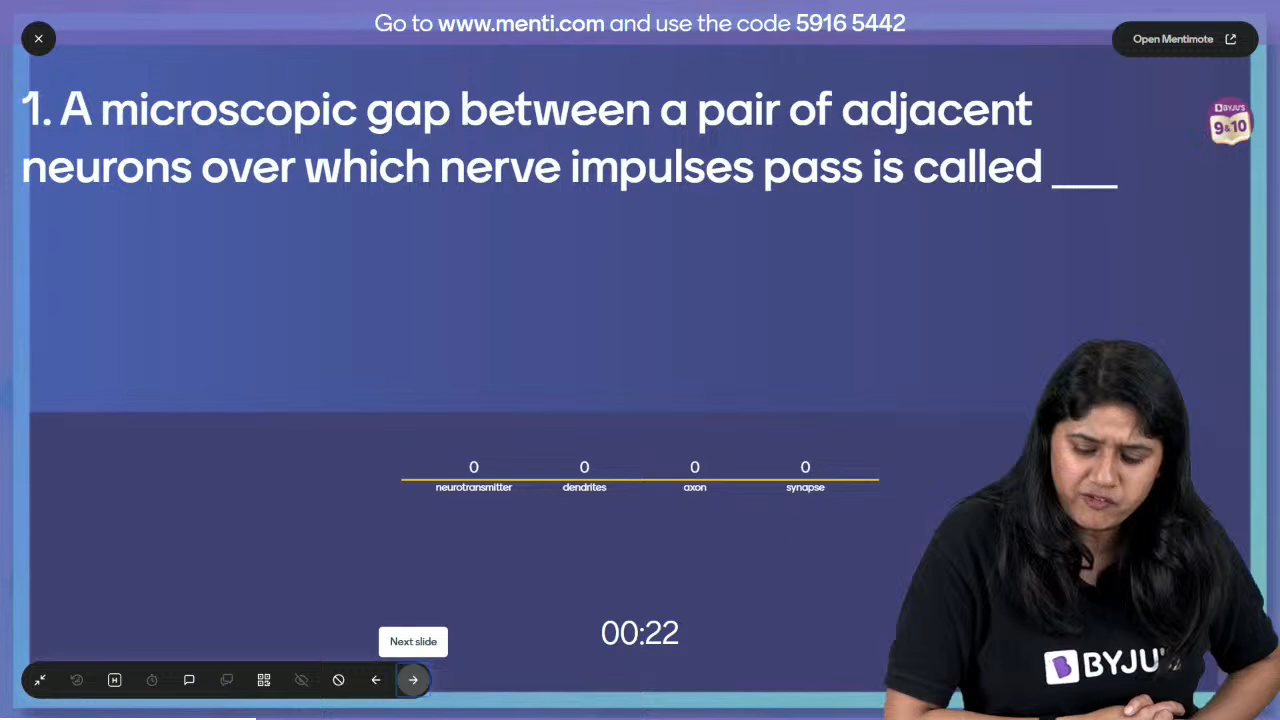 Go to www.menti.com and use the code 5916 5442
Open Mentimote
1. A microscopic gap between a pair of adjacent
neurons over which nerve impulses pass is called ___
BYJU'S
9&10
0 0 0 0
neurotransmitter dendrites axon synapse
00:22
Next slide
H
BYJU'S